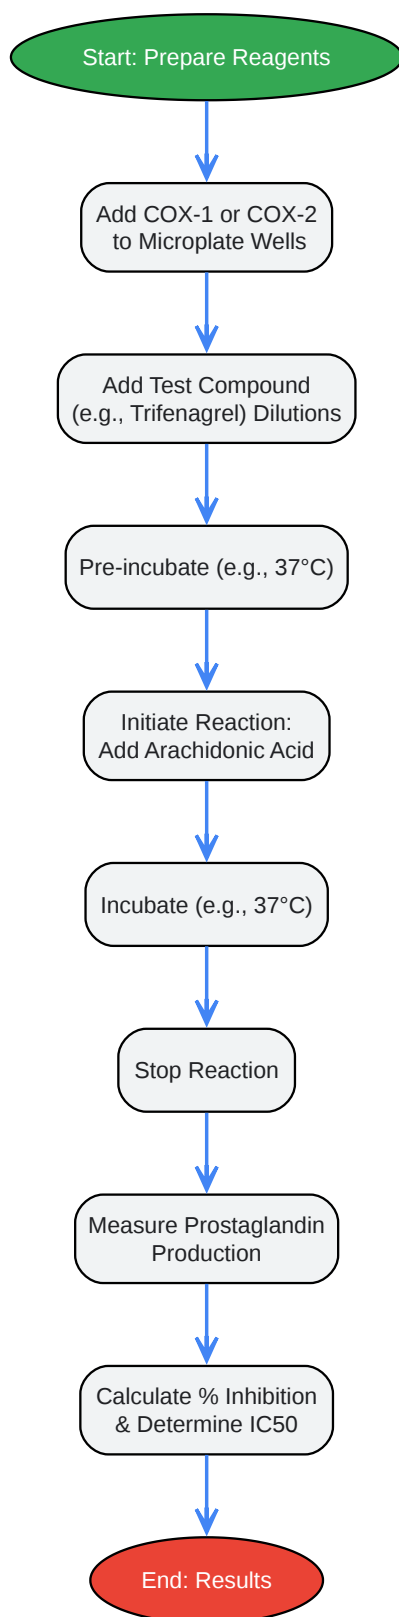 Start: Prepare Reagents
Add COX-1 or COX-2
to Microplate Wells
Add Test Compound
(e.g., Trifenagrel) Dilutions
Pre-incubate (e.g., 37°C)
Initiate Reaction:
Add Arachidonic Acid
Incubate (e.g., 37°C)
Stop Reaction
Measure Prostaglandin
Production
Calculate % Inhibition
& Determine IC50
End: Results